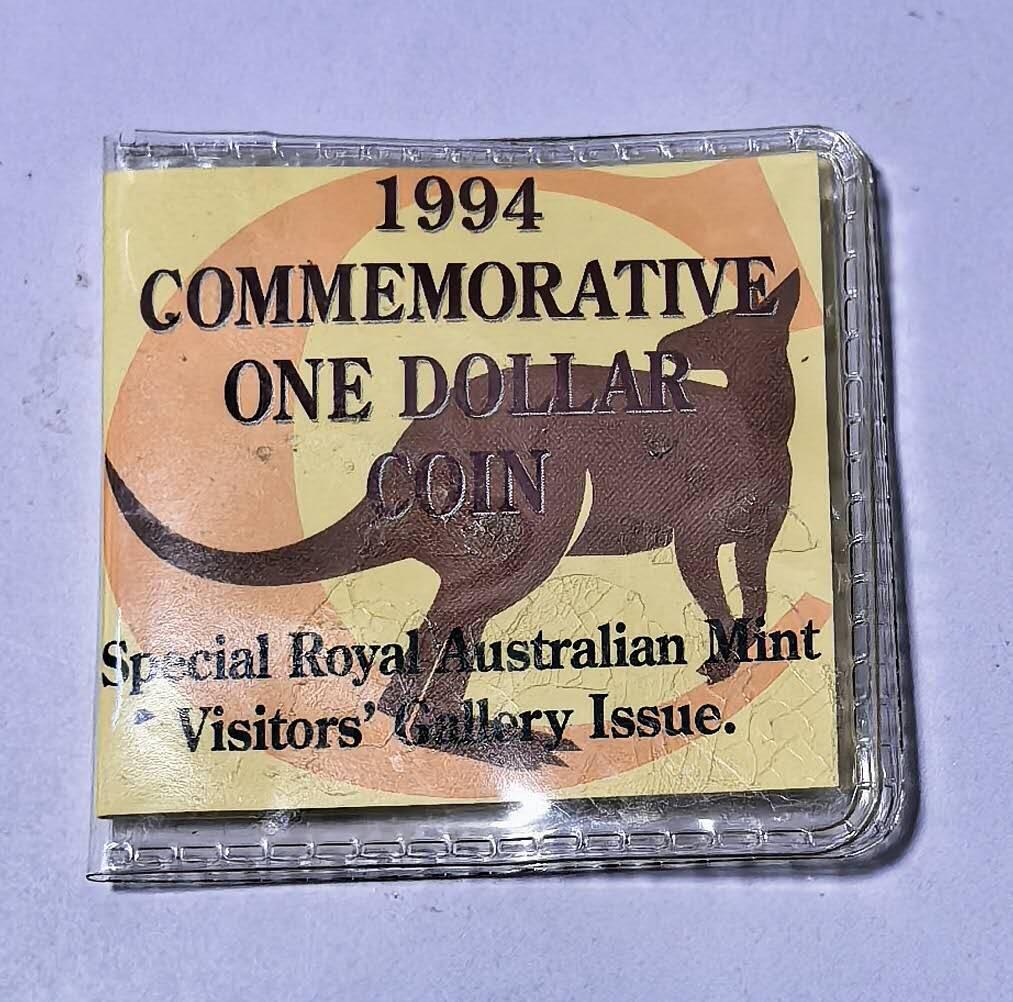 1994
COMMEMORATIVE
ONE DOLLAR
COIN
Special Royal Australian Mint
Visitors’ Gallery Issue.